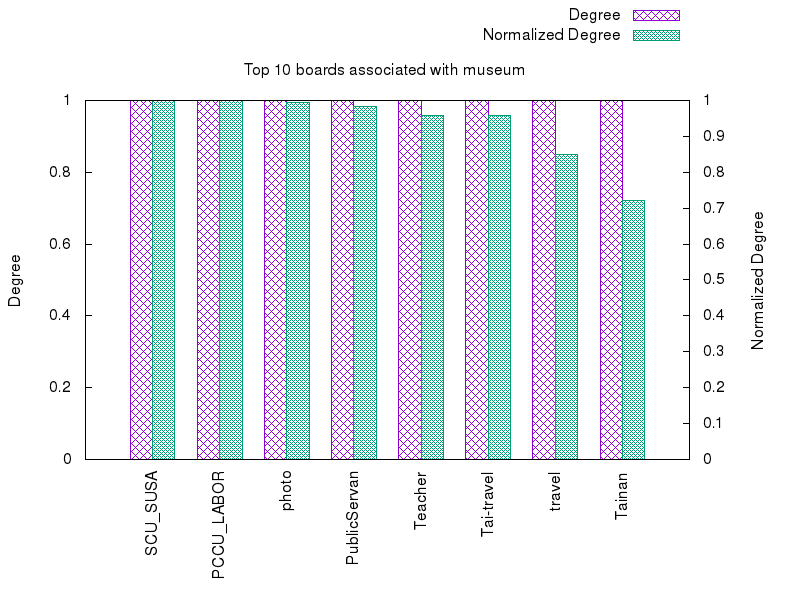 Degree
Normalized Degree
Top 10 boards associated with museum
1
0.8
0.6
0.4
0.2
0
Degree
1
0.9
0.8
0.7
0.6
0.5
0.4
0.3
0.2
0.1
0
Normalized Degree
SCU_SUSA
PCCU_LABOR
photo
PublicServan
Teacher
Tai-travel
travel
Tainan